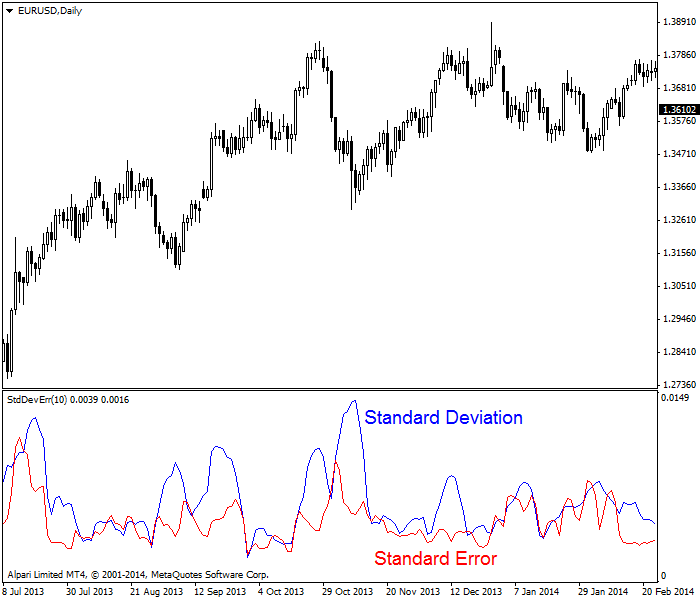 EURUSD,Daily
1.38910
1.37860
1.36810
1.36102
1.35760
1.34710
1.33660
1.32610
1.31560
1.30510
1.29460
1.28410
1.27360
StdDevErr(10) 0.0039 0.0016
0.0149
Standard Deviation
Standard Error
Alpari Limited MT4, © 2001-2014, MetaQuotes Software Corp.
0
8 Jul 2013 30 Jul 2013 21 Aug 2013 12 Sep 2013 4 Oct 2013 29 Oct 2013 20 Nov 2013 12 Dec 2013 7 Jan 2014 29 Jan 2014 20 Feb 2014